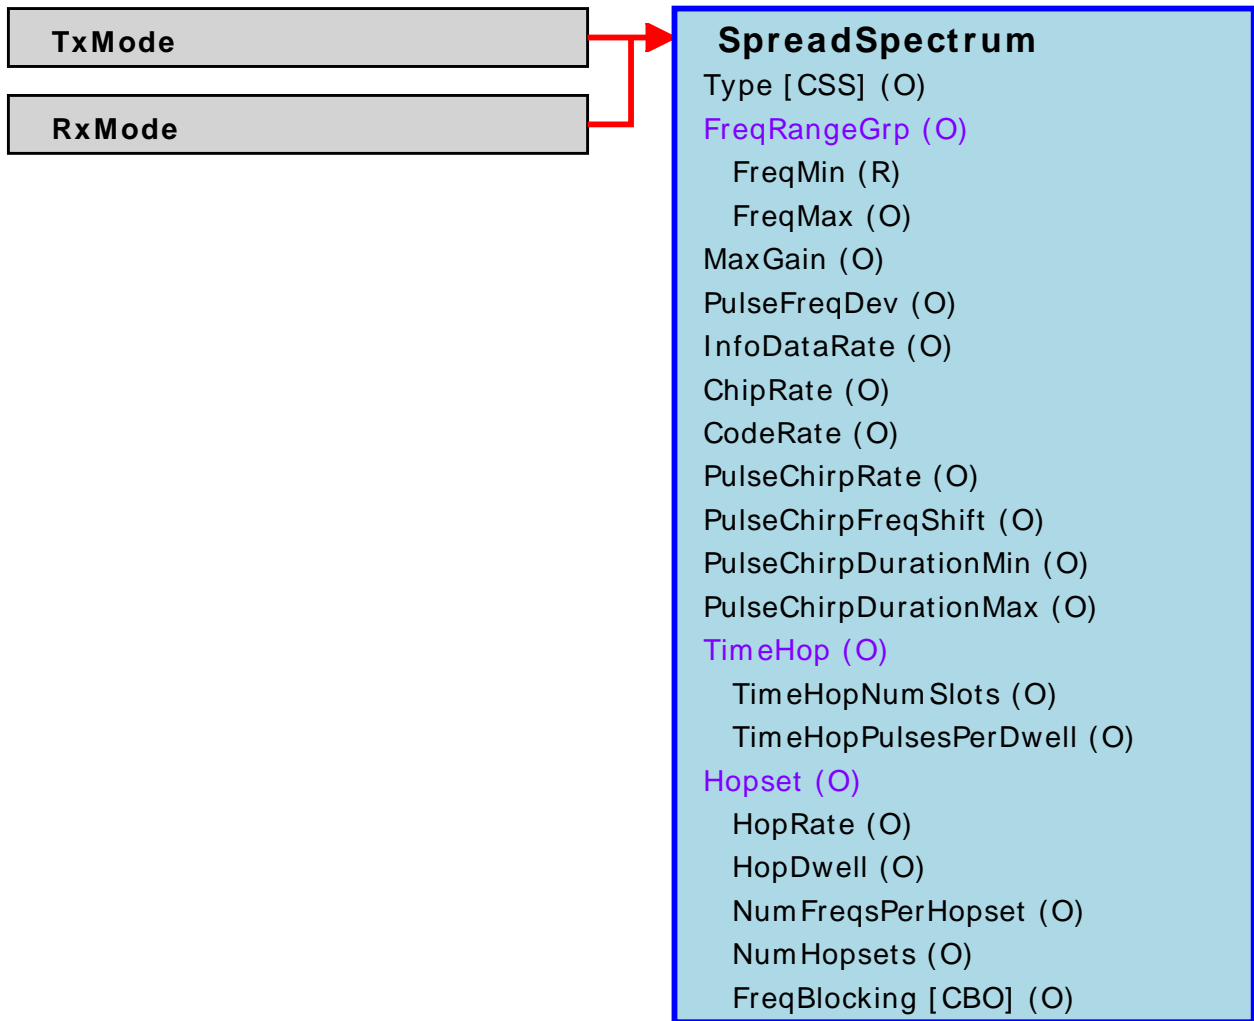 TxMode
RxMode
SpreadSpectrum
Type [CSS] (O)
FreqRangeGrp (O)
FreqMin (R)
FreqMax (O)
MaxGain (O)
PulseFreqDev (O)
InfoDataRate (O)
ChipRate (O)
CodeRate (O)
PulseChirpRate (O)
PulseChirpFreqShift (O)
PulseChirpDurationMin (O)
PulseChirpDurationMax (O)
TimeHop (O)
TimeHopNumSlots (O)
TimeHopPulsesPerDwell (O)
Hopset (O)
HopRate (O)
HopDwell (O)
NumFreqsPerHopset (O)
NumHopsets (O)
FreqBlocking [CBO] (O)